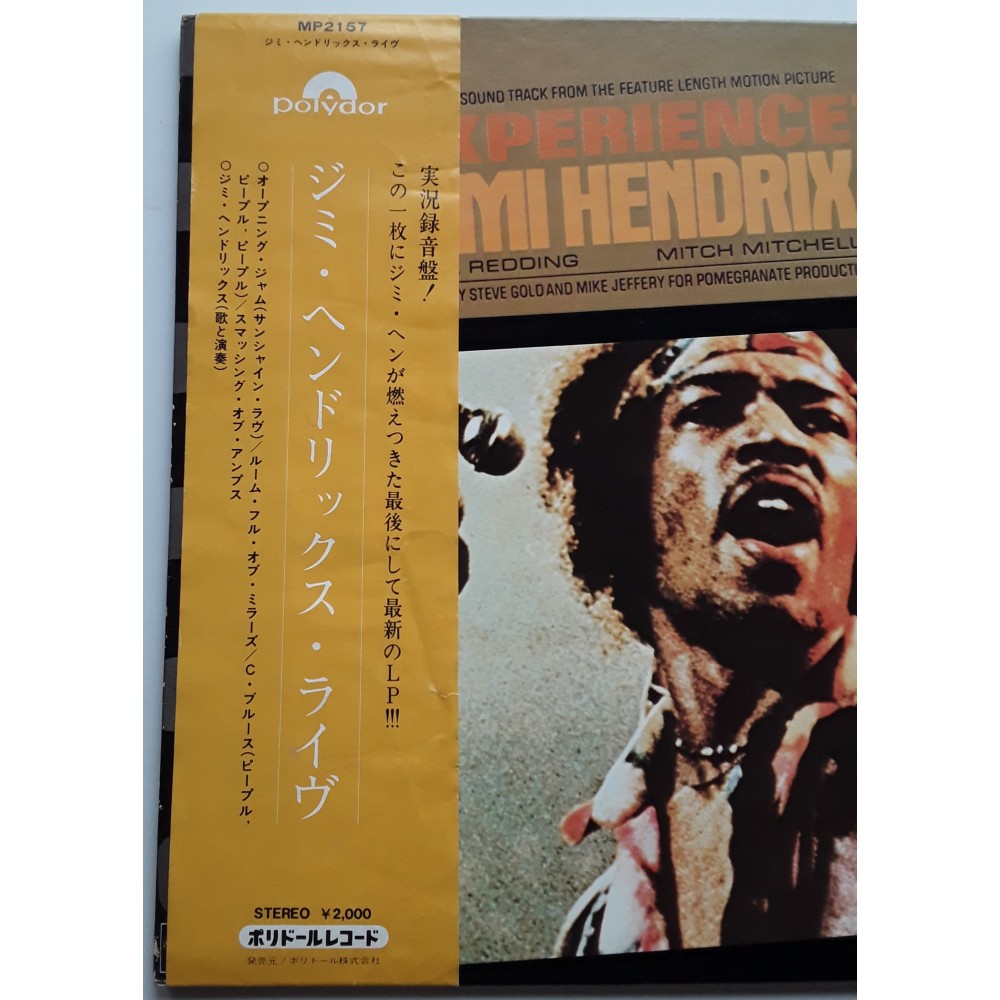 MP2157
ジミ・ヘンドリックス・ライヴ
polydor
実況録音盤!
この一枚にジミ・ヘンが燃えつきた最後にして最新のLP!!!
ジミ・ヘンドリックス・ライヴ
○オープニング・ジャム(サンシャイン・ラヴ)/ルーム・フル・オブ・ミラーズ/C・ブルース(ピープル,
ピープル, ピープル)/スマッシング・オブ・アンプス
○ジミ・ヘンドリックス(歌と演奏)
STEREO ¥2,000
ポリドールレコード
発売元/ポリドール株式会社
SOUND TRACK FROM THE FEATURE LENGTH MOTION PICTURE
XPERIENCE
MI HENDRIX
REDDING MITCH MITCHELL
Y STEVE GOLD AND MIKE JEFFERY FOR POMEGRANATE PRODUCTI